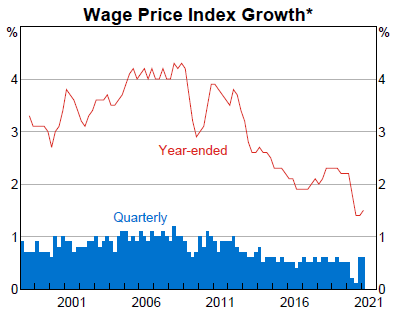 Wage Price Index Growth*
% %
4 4
3 3
Year-ended
2 2
Quarterly
1 1
0 0
2001 2006 2011 2016 2021